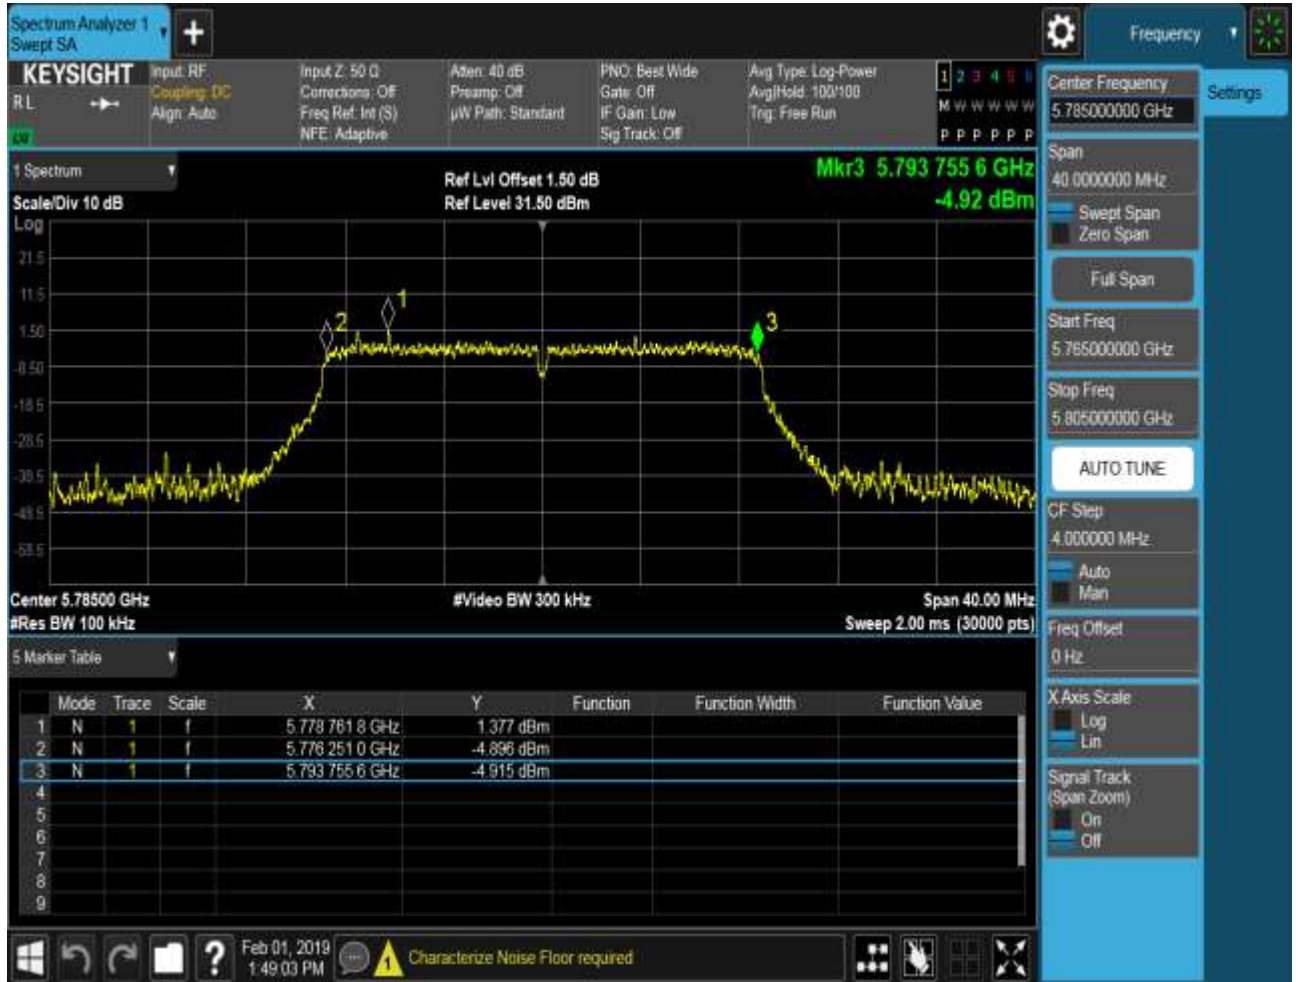 Spectrum Analyzer 1
Swept SA
+
Frequency
KEYSIGHT
RL
Input: RF
Coupling: DC
Align: Auto
Input Z: 50 Ω
Corrections: Off
Freq Ref: Int (S)
NFE: Adaptive
Atten: 40 dB
Preamp: Off
µW Path: Standard
PNO: Best Wide
Gate: Off
IF Gain: Low
Sig Track: Off
Avg Type: Log-Power
Avg|Hold: 100/100
Trig: Free Run
1 2 3 4 5 6
M W W W W W
P P P P P P
Center Frequency
5.785000000 GHz
Settings
1 Spectrum
Scale/Div 10 dB
Ref Lvl Offset 1.50 dB
Ref Level 31.50 dBm
Mkr3 5.793 755 6 GHz
-4.92 dBm
Log
21.5
11.5
1.50
-8.50
-18.5
-28.5
-38.5
-48.5
-58.5
1
2
3
Center 5.78500 GHz
#Video BW 300 kHz
Span 40.00 MHz
#Res BW 100 kHz
Sweep 2.00 ms (30000 pts)
Span
40.0000000 MHz
Swept Span
Zero Span
Full Span
Start Freq
5.765000000 GHz
Stop Freq
5.805000000 GHz
AUTO TUNE
CF Step
4.000000 MHz
Auto
Man
Freq Offset
0 Hz
X Axis Scale
Log
Lin
Signal Track
(Span Zoom)
On
Off
5 Marker Table
Mode Trace Scale X Y Function Function Width Function Value
1 N 1 f 5.778 761 8 GHz 1.377 dBm
2 N 1 f 5.776 251 0 GHz -4.896 dBm
3 N 1 f 5.793 755 6 GHz -4.915 dBm
4
5
6
7
8
9
?
Feb 01, 2019
1:49:03 PM
1
Characterize Noise Floor required